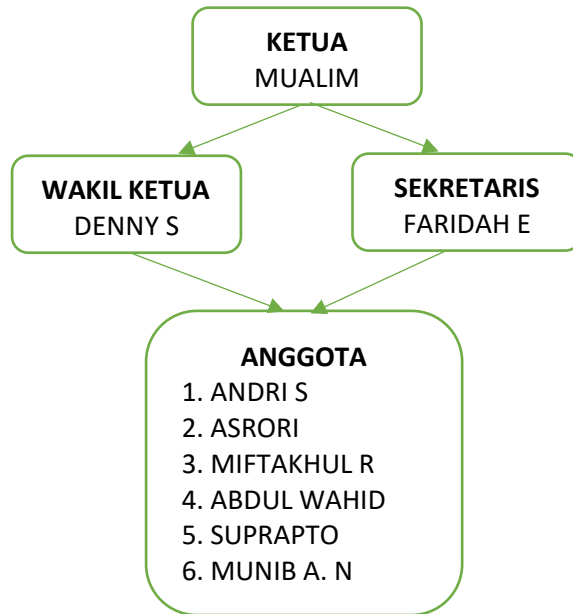 KETUA
MUALIM
WAKIL KETUA
DENNY S
SEKRETARIS
FARIDAH E
ANGGOTA
1. ANDRI S
2. ASRORI
3. MIFTAKHUL R
4. ABDUL WAHID
5. SUPRAPTO
6. MUNIB A. N